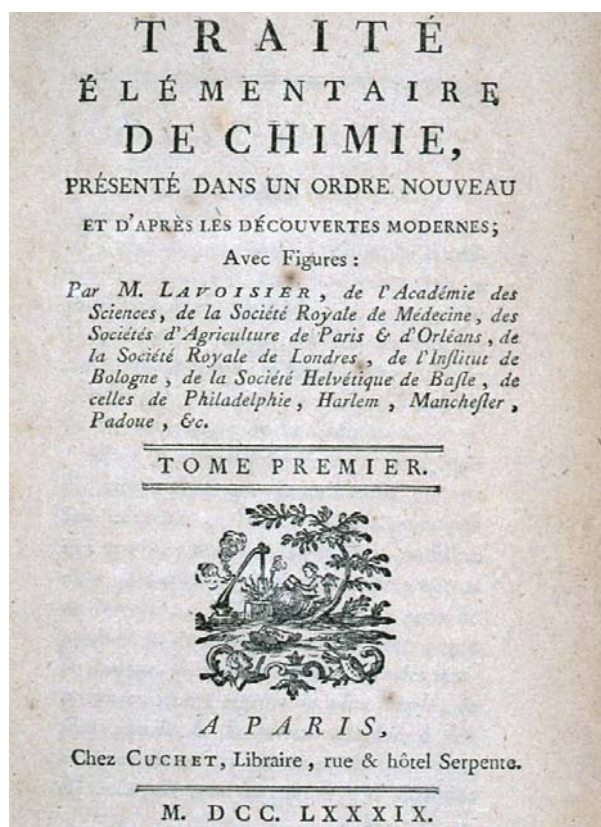 TRAITÉ
ÉLÉMENTAIRE
DE CHIMIE,
PRÉSENTÉ DANS UN ORDRE NOUVEAU
ET D'APRÈS LES DÉCOUVERTES MODERNES;
Avec Figures :
Par M. LAVOISIER, de l'Académie des
Sciences, de la Société Royale de Médecine, des
Sociétés d'Agriculture de Paris & d'Orléans, de
la Société Royale de Londres, de l'Inſtitut de
Bologne, de la Société Helvétique de Baſle, de
celles de Philadelphie, Harlem, Mancheſter,
Padoue, &c.
TOME PREMIER.
A PARIS,
Chez CUCHET, Libraire, rue & hôtel Serpente.
M. DCC. LXXXIX.